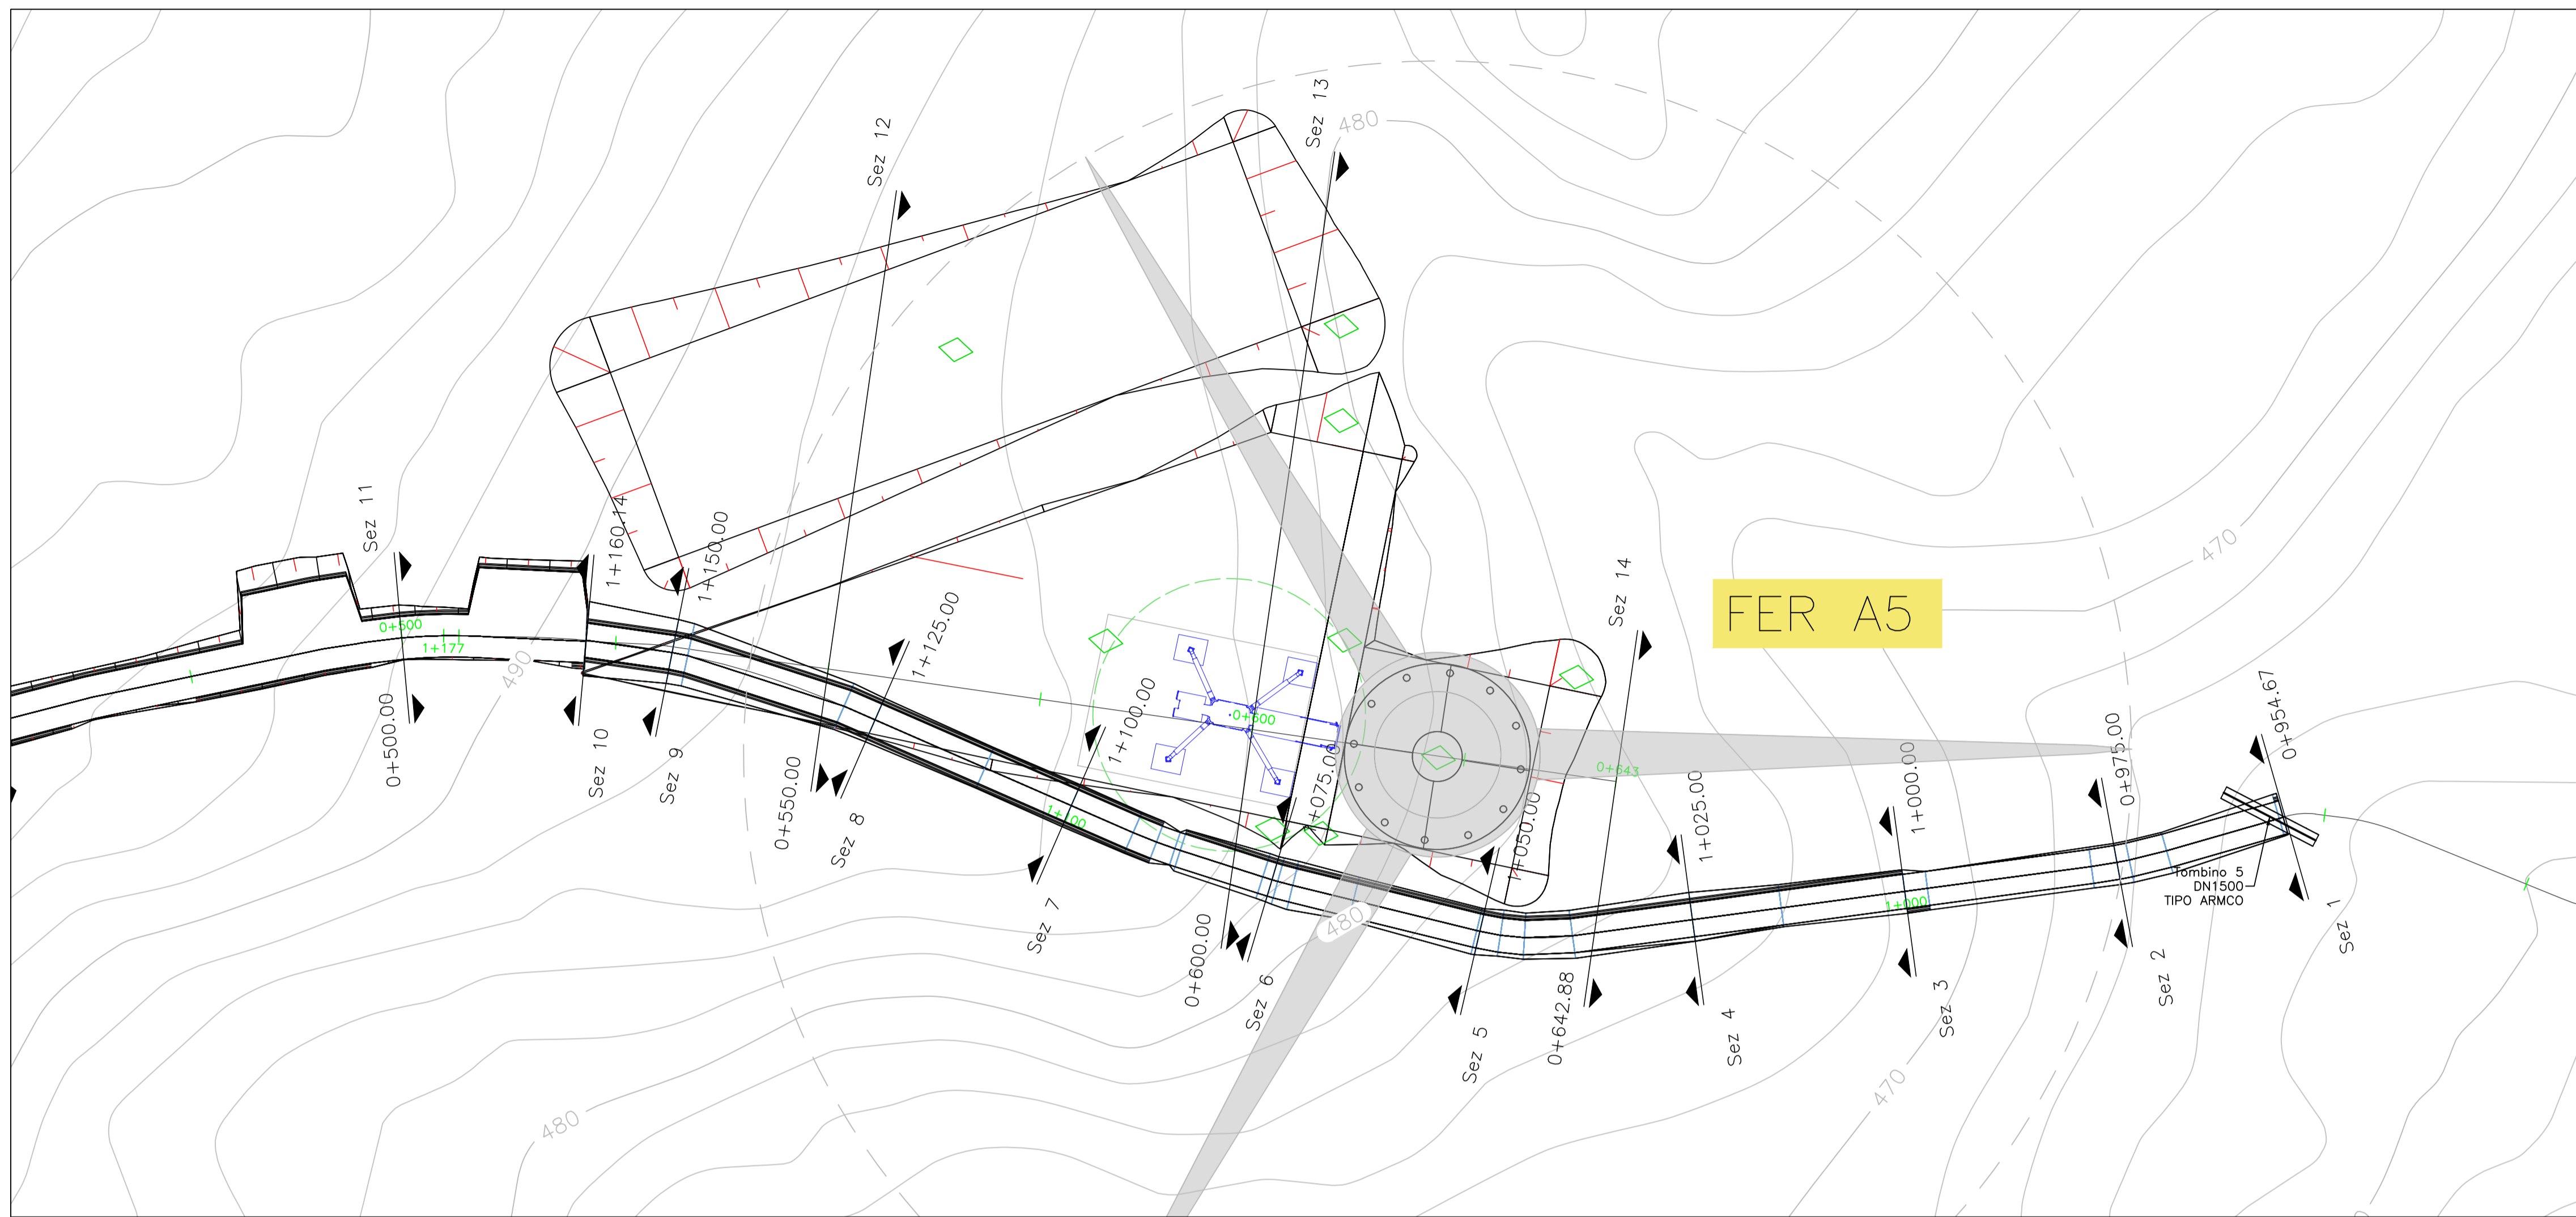 Sez 12
Sez 13
480
Sez 11
1+160.14
1+150.00
0+500
1+177
490
1+125.00
1+100.00
0+600
Sez 14
FER A5
470
0+643
0+954.67
0+975.00
1+000.00
1+025.00
1+050.00
0+500.00
Sez 10
Sez 9
0+550.00
Sez 8
1+100
Sez 7
0+600.00
Sez 6
480
Sez 5
0+642.88
Sez 4
1+000
Sez 3
Tombino 5
DN1500
TIPO ARMCO
Sez 2
Sez 1
480
470